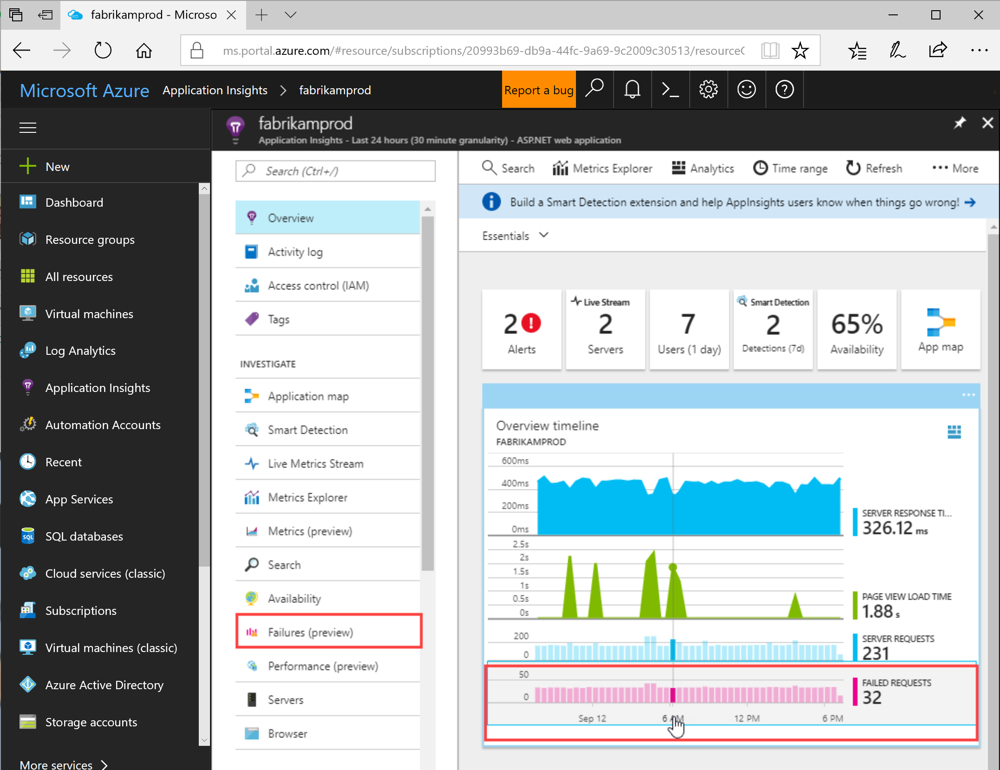 fabrikamprod - Microso
ms.portal.azure.com/#resource/subscriptions/20993b69-db9a-44fc-9a69-9c2009c30513/resourceG
Microsoft Azure Application Insights > fabrikamprod Report a bug
fabrikamprod
Application Insights - Last 24 hours (30 minute granularity) - ASP.NET web application
New
Dashboard
Resource groups
All resources
Virtual machines
Log Analytics
Application Insights
Automation Accounts
Recent
App Services
SQL
SQL databases
Cloud services (classic)
Subscriptions
Virtual machines (classic)
Azure Active Directory
Storage accounts
More services >
Search (Ctrl+/)
Overview
Activity log
Access control (IAM)
Tags
INVESTIGATE
Application map
Smart Detection
Live Metrics Stream
Metrics Explorer
Metrics (preview)
Search
Availability
Failures (preview)
Performance (preview)
Servers
Browser
Search Metrics Explorer Analytics Time range Refresh More
Build a Smart Detection extension and help AppInsights users know when things go wrong!
Essentials
2
Alerts
Live Stream
2
Servers
7
Users (1 day)
Smart Detection
2
Detections (7d)
65%
Availability
App map
Overview timeline
FABRIKAMPROD
600ms
400ms
200ms
0ms
SERVER RESPONSE TI...
326.12 ms
2.5s
2s
1.5s
1s
0.5s
0s
PAGE VIEW LOAD TIME
1.88 s
200
0
SERVER REQUESTS
231
50
0
FAILED REQUESTS
32
Sep 12 6 AM 12 PM 6 PM